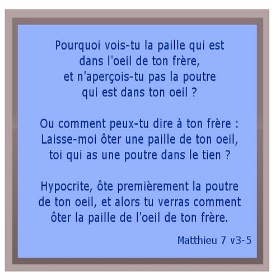 Pourquoi vois-tu la paille qui est
dans l'oeil de ton frère,
et n'aperçois-tu pas la poutre
qui est dans ton oeil ?
Ou comment peux-tu dire à ton frère :
Laisse-moi ôter une paille de ton oeil,
toi qui as une poutre dans le tien ?
Hypocrite, ôte premièrement la poutre
de ton oeil, et alors tu verras comment
ôter la paille de l'oeil de ton frère.
Matthieu 7 v3-5